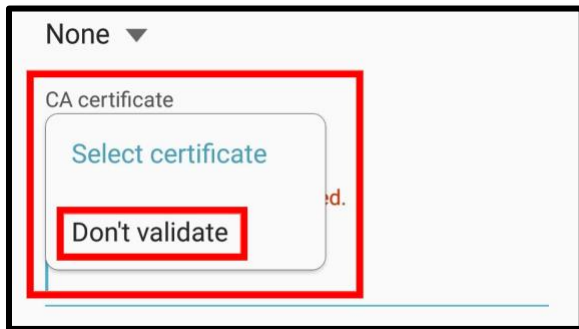 None
CA certificate
Select certificate
Don't validate